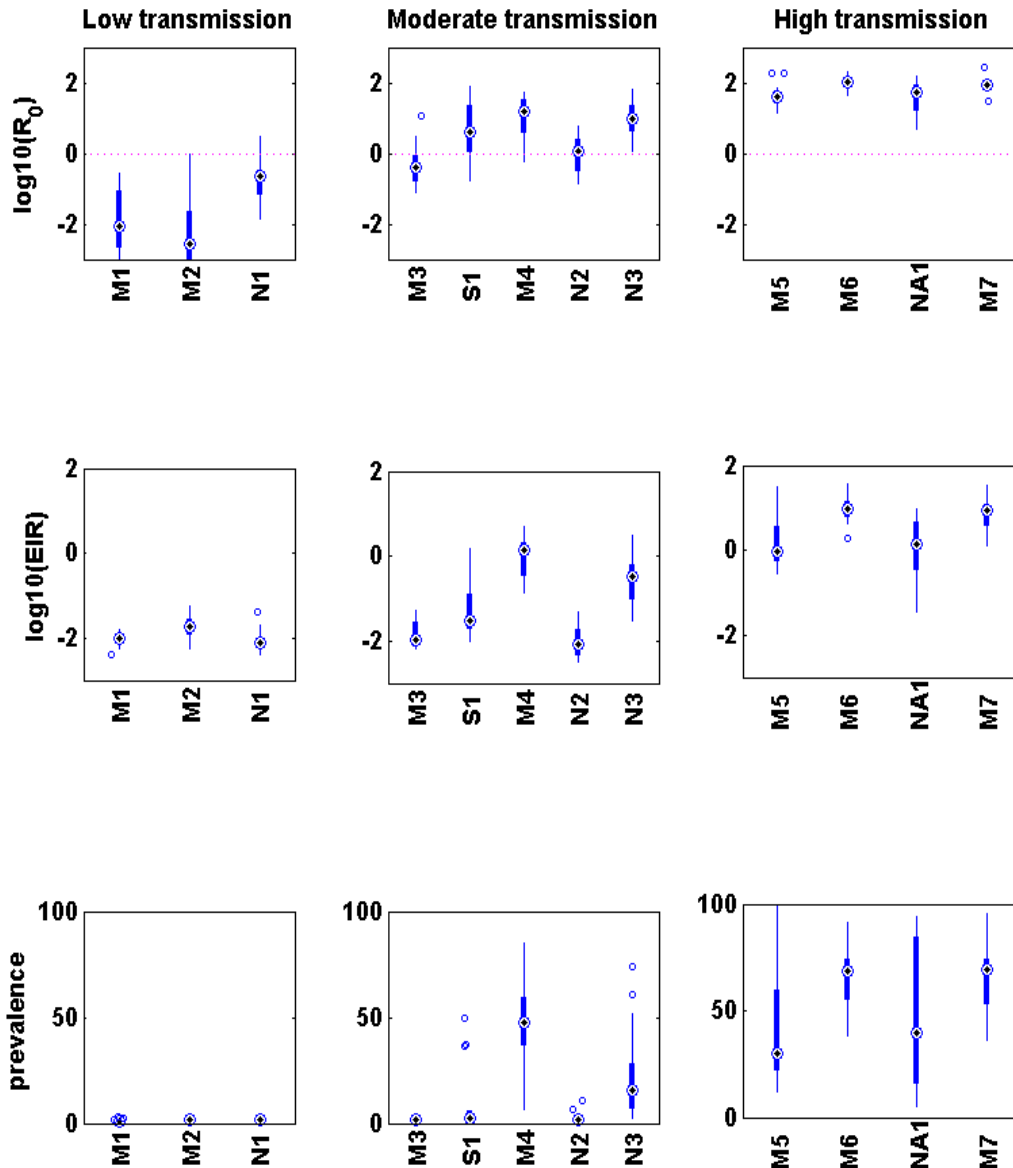 Low transmission
Moderate transmission
High transmission
log10(R_0)
2
0
-2
M1
M2
N1
2
0
-2
M3
S1
M4
N2
N3
2
0
-2
M5
M6
NA1
M7
log10(EIR)
2
0
-2
M1
M2
N1
2
0
-2
M3
S1
M4
N2
N3
2
0
-2
M5
M6
NA1
M7
prevalence
100
50
0
M1
M2
N1
100
50
0
M3
S1
M4
N2
N3
100
50
0
M5
M6
NA1
M7